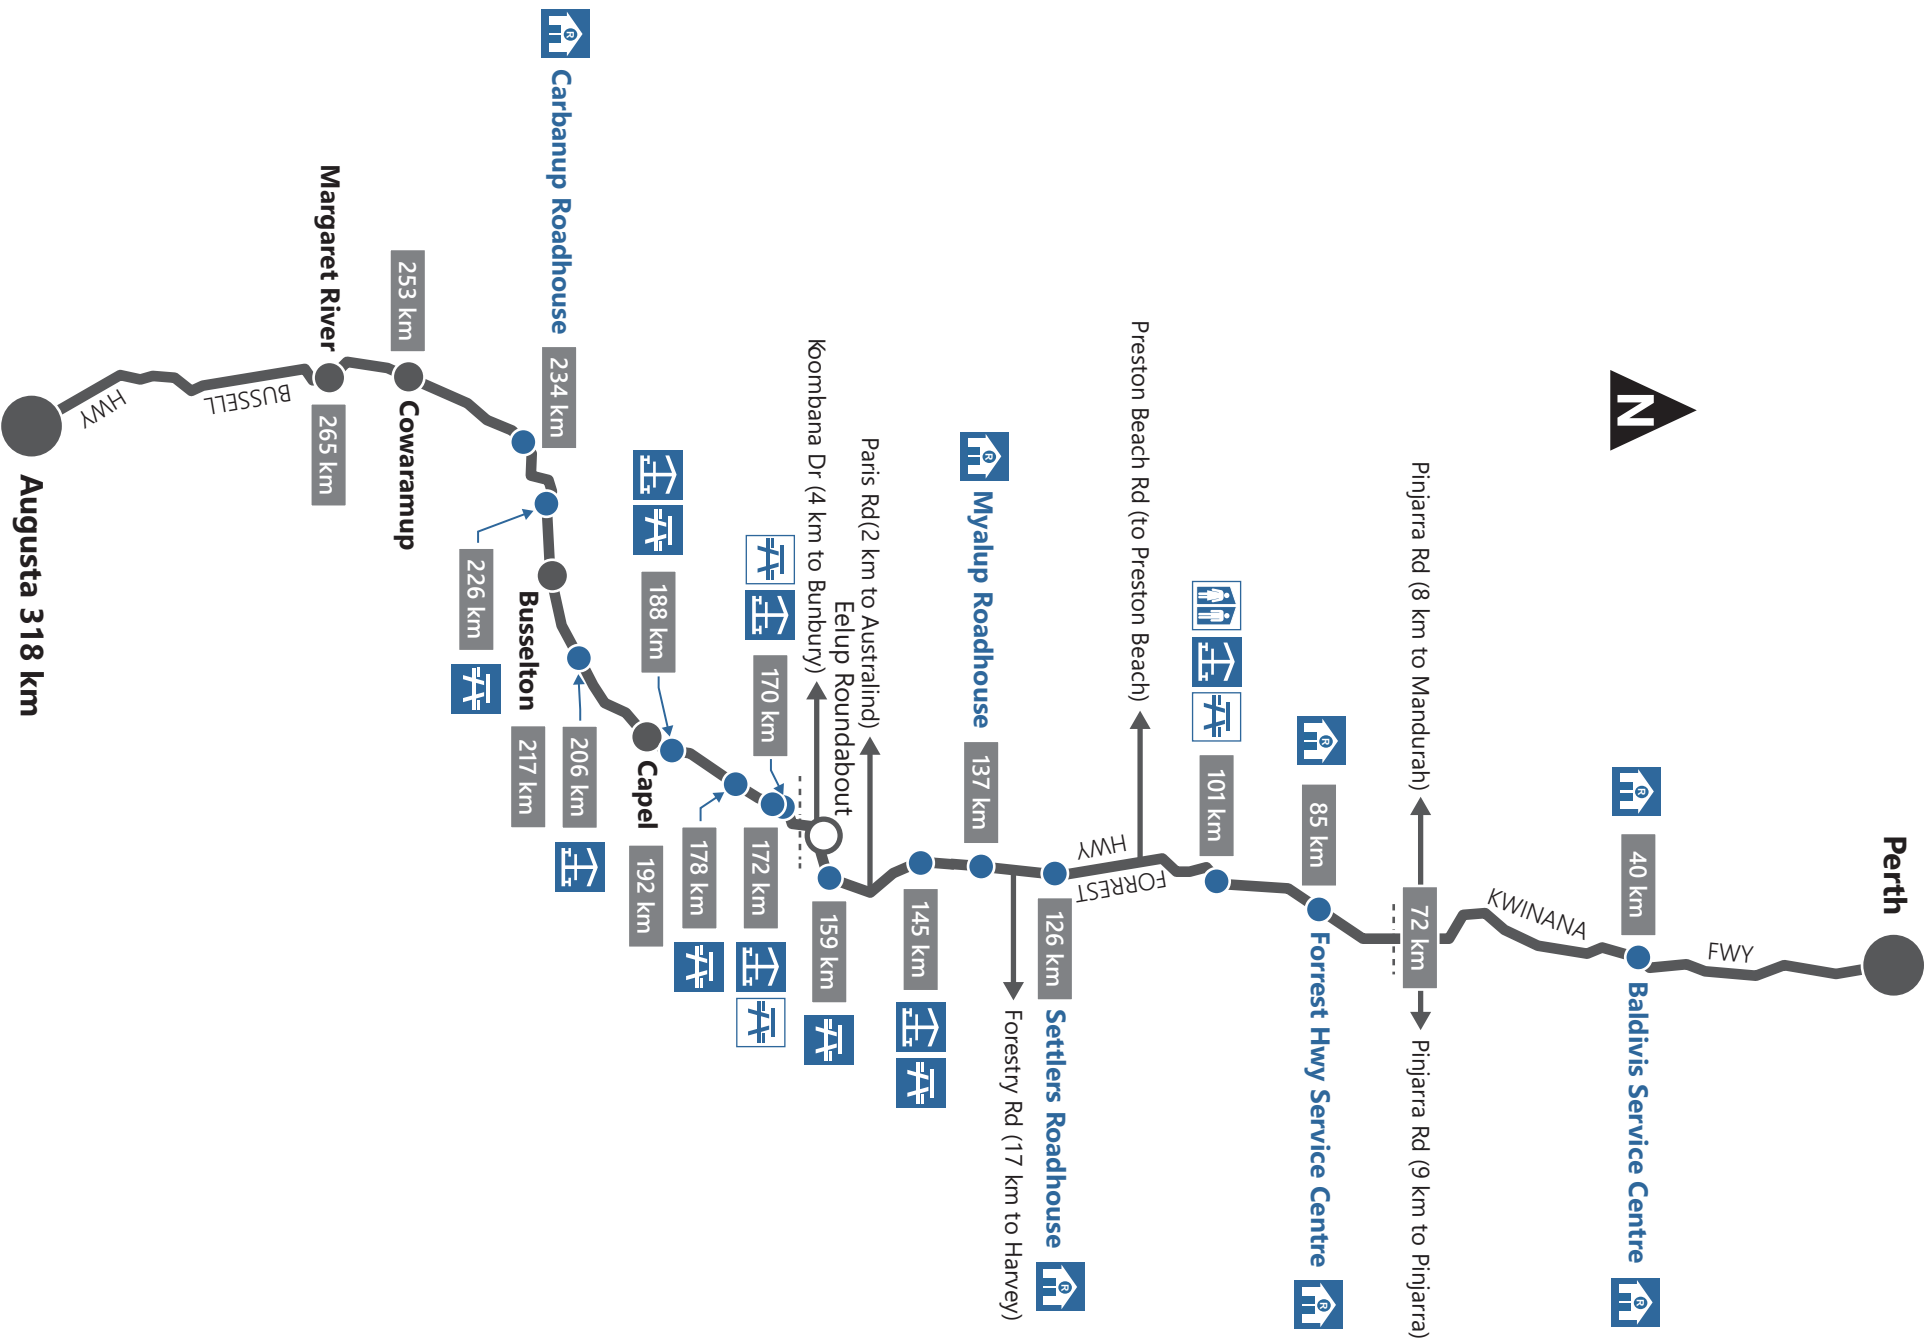 Perth
FWY
40 km
Baldivis Service Centre
KWINANA
Pinjarra Rd (8 km to Mandurah)
72 km
Pinjarra Rd (9 km to Pinjarra)
85 km
Forrest Hwy Service Centre
101 km
Preston Beach Rd (to Preston Beach)
FORREST
HWY
126 km
Settlers Roadhouse
Forestry Rd (17 km to Harvey)
Myalup Roadhouse
137 km
145 km
Paris Rd(2 km to Australind)
159 km
Eelup Roundabout
Koombana Dr (4 km to Bunbury)
170 km
172 km
178 km
188 km
Capel
192 km
206 km
Busselton
217 km
226 km
Carbanup Roadhouse
234 km
253 km
Cowaramup
Margaret River
265 km
BUSSELL
HWY
Augusta 318 km
N
R
R
R
R
R
R
R